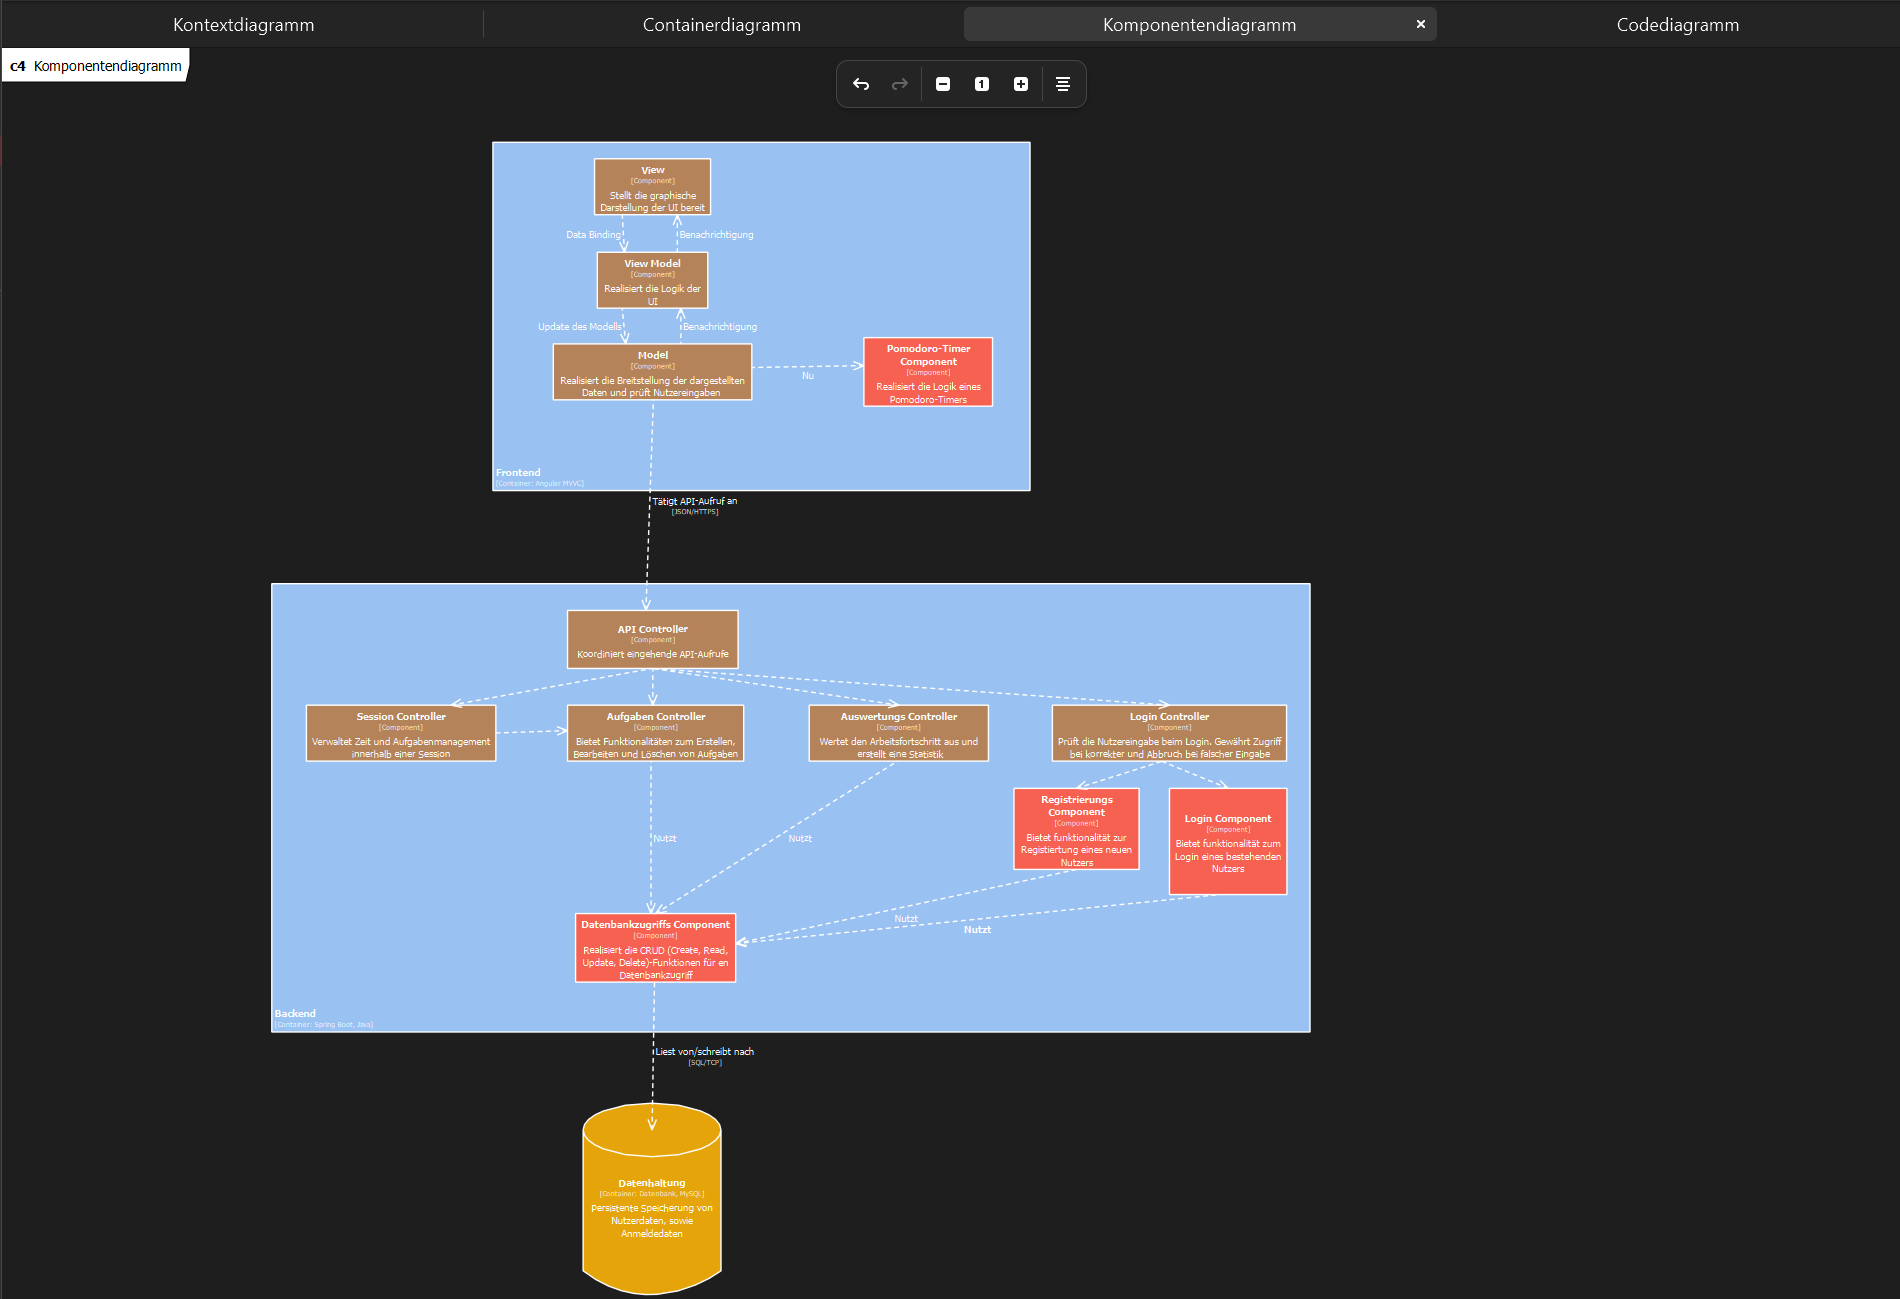 Kontextdiagramm
Containerdiagramm
Komponentendiagramm
Codediagramm
c4 Komponentendiagramm
1
View
[Component]
Stellt die graphische
Darstellung der UI bereit
Data Binding
Benachrichtigung
View Model
[Component]
Realisiert die Logik der
UI
Update des Modells
Benachrichtigung
Model
[Component]
Realisiert die Breitstellung der dargestellten
Daten und prüft Nutzereingaben
Nu
Pomodoro-Timer
Component
[Component]
Realisiert die Logik eines
Pomodoro-Timers
Frontend
[Container: Angular MVVC]
Tätigt API-Aufruf an
[JSON/HTTPS]
API Controller
[Component]
Koordiniert eingehende API-Aufrufe
Session Controller
[Component]
Verwaltet Zeit und Aufgabenmanagement
innerhalb einer Session
Aufgaben Controller
[Component]
Bietet Funktionalitäten zum Erstellen,
Bearbeiten und Löschen von Aufgaben
Auswertungs Controller
[Component]
Wertet den Arbeitsfortschritt aus und
erstellt eine Statistik
Login Controller
[Component]
Prüft die Nutzereingabe beim Login. Gewährt Zugriff
bei korrekter und Abbruch bei falscher Eingabe
Registrierungs
Component
[Component]
Bietet funktionalität zur
Registiertung eines neuen
Nutzers
Login Component
[Component]
Bietet funktionalität zum
Login eines bestehenden
Nutzers
Nutzt
Nutzt
Nutzt
Nutzt
Datenbankzugriffs Component
[Component]
Realisiert die CRUD (Create, Read,
Update, Delete)-Funktionen für en
Datenbankzugriff
Backend
[Container: Spring Boot, Java]
Liest von/schreibt nach
[SQL/TCP]
Datenhaltung
[Container: Datenbank, MySQL]
Persistente Speicherung von
Nutzerdaten, sowie
Anmeldedaten